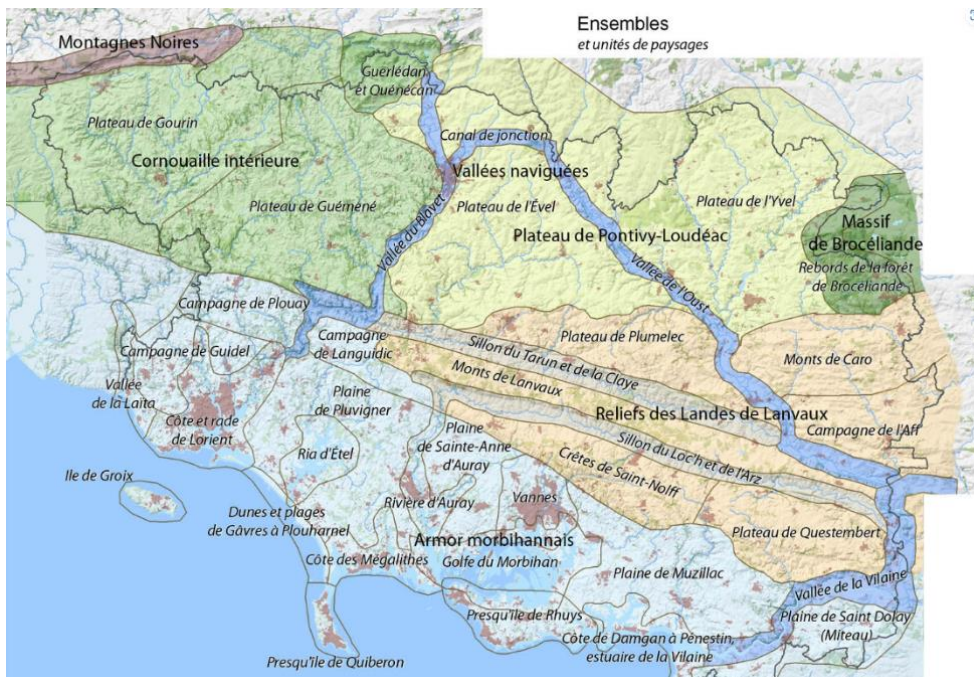 Ensembles
et unités de paysages
Montagnes Noires
Guerlédan
et Quénécan
Plateau de Gourin
Canal de jonction
Cornouaille intérieure
Vallées naviguées
Plateau de Guémené
Plateau de l'Ével
Plateau de l'Yvel
Vallée du Blavet
Plateau de Pontivy-Loudéac
Massif
de Brocéliande
Rebords de la forêt
de Brocéliande
Vallée de l'Oust
Campagne de Plouay
Campagne de Guidel
Campagne
de Languidic
Plateau de Plumelec
Sillon du Tarun et de la Claye
Monts de Caro
Vallée
de la Laïta
Monts de Lanvaux
Plaine
de Pluvigner
Côte et rade
de Lorient
Reliefs des Landes de Lanvaux
Campagne de l'Aff
Plaine
de Sainte-Anne
d'Auray
Sillon du Loc'h et de l'Arz
Ria d'Étel
Crêtes de Saint-Nolff
Ile de Groix
Rivière d'Auray
Vannes
Dunes et plages
de Gâvres à Plouharnel
Plateau de Questembert
Armor morbihannais
Côte des Mégalithes
Golfe du Morbihan
Plaine de Muzillac
Vallée de la Vilaine
Presqu'île de Rhuys
Plaine de Saint Dolay
(Miteau)
Côte de Damgan à Pénestin,
estuaire de la Vilaine
Presqu'île de Quiberon